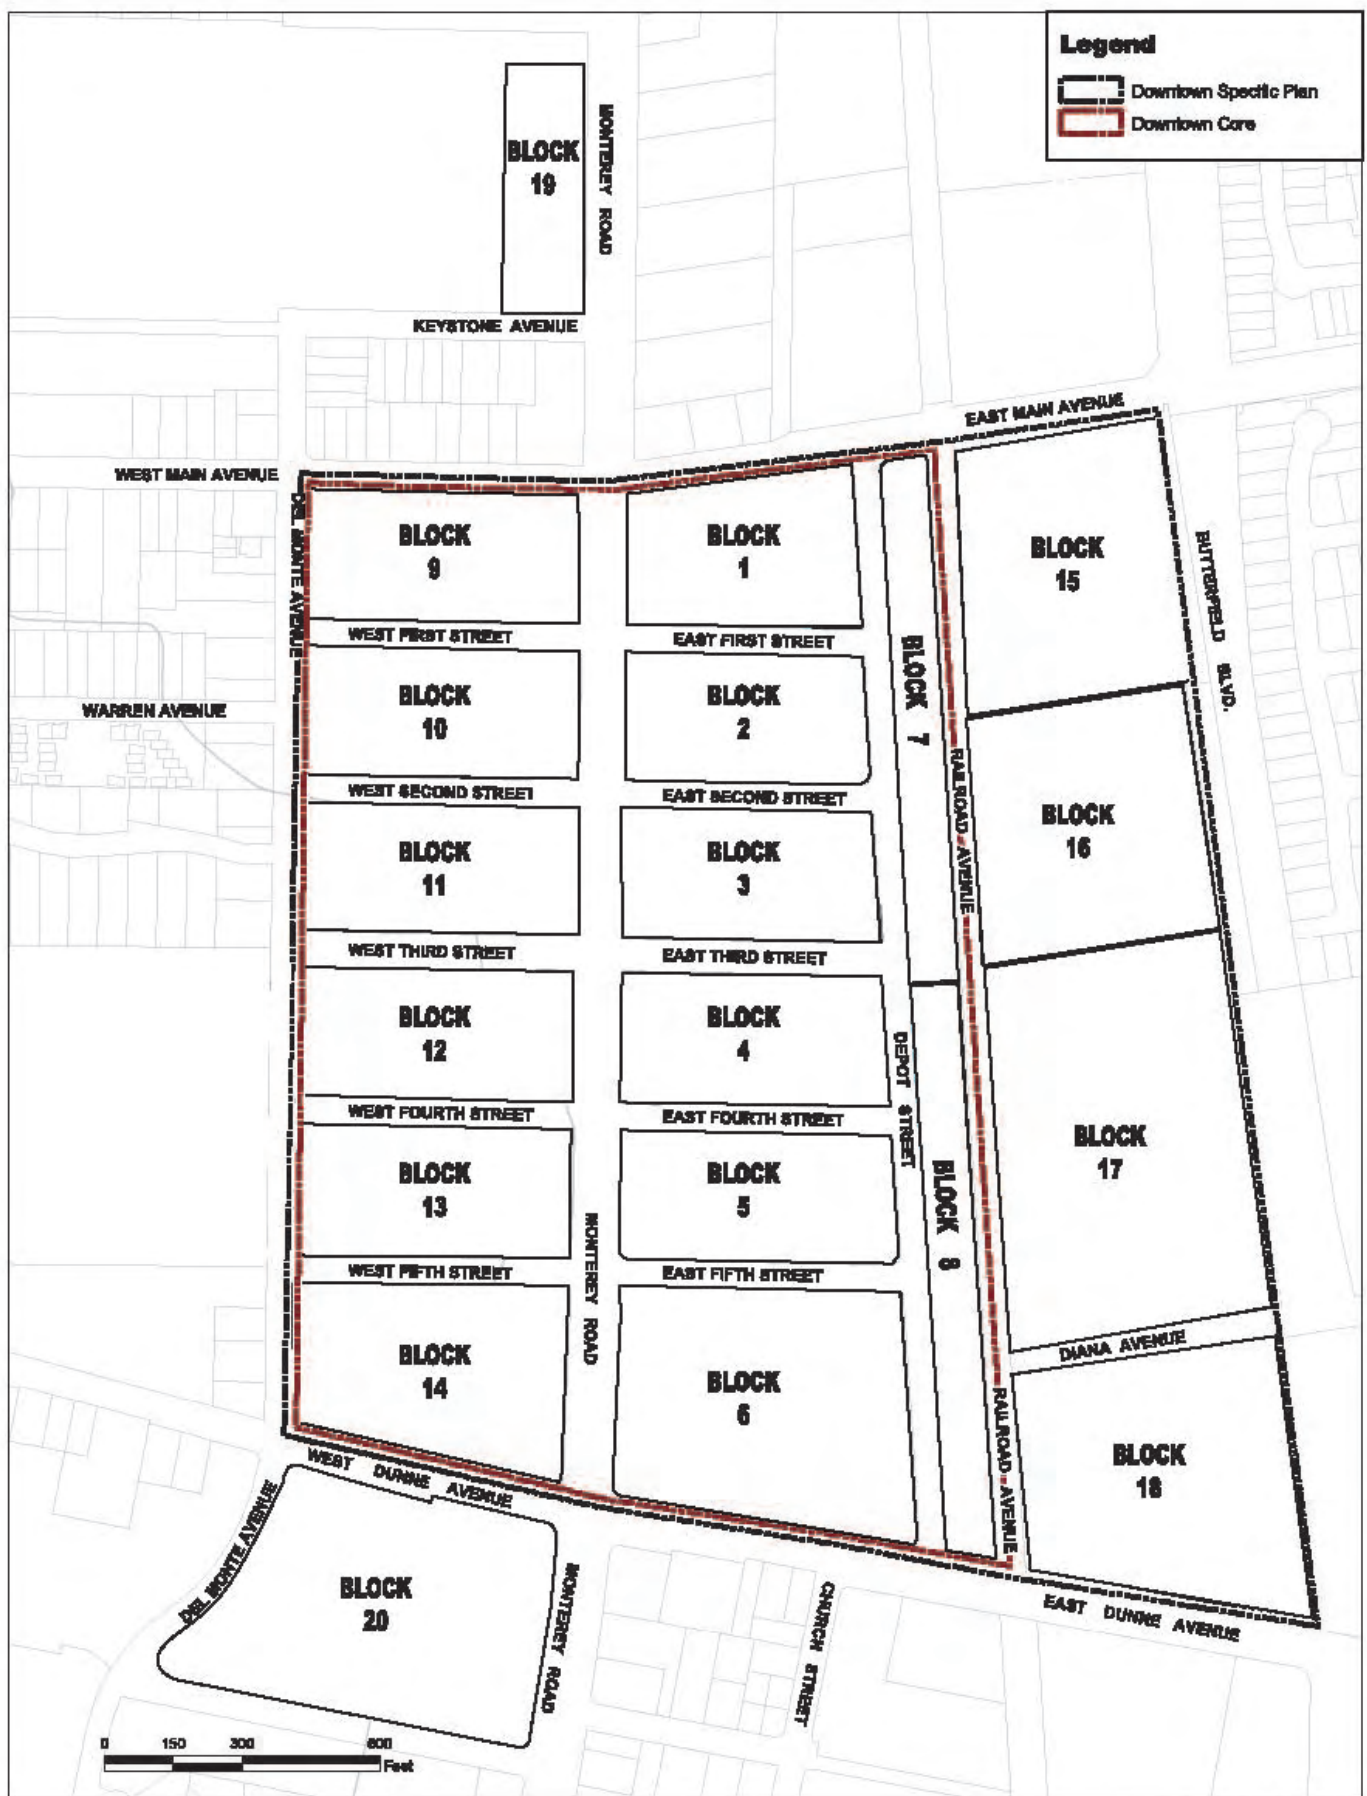 Legend
Downtown Specific Plan
Downtown Core
BLOCK
19
MONTEREY ROAD
KEYSTONE AVENUE
EAST MAIN AVENUE
WEST MAIN AVENUE
DEL MONTE AVENUE
BLOCK
9
BLOCK
1
BLOCK
15
BUTTERFIELD BLVD.
WEST FIRST STREET
EAST FIRST STREET
BLOCK 7
BLOCK
10
BLOCK
2
WARREN AVENUE
RAILROAD AVENUE
WEST SECOND STREET
EAST SECOND STREET
BLOCK
16
BLOCK
11
BLOCK
3
WEST THIRD STREET
EAST THIRD STREET
BLOCK
12
BLOCK
4
DEPOT STREET
WEST FOURTH STREET
EAST FOURTH STREET
BLOCK
17
BLOCK
13
BLOCK
5
BLOCK 8
MONTEREY ROAD
WEST FIFTH STREET
EAST FIFTH STREET
DIANA AVENUE
BLOCK
14
BLOCK
6
RAILROAD AVENUE
BLOCK
18
WEST DUNNE AVENUE
DEL MONTE AVENUE
BLOCK
20
MONTEREY ROAD
CHURCH STREET
EAST DUNNE AVENUE
0 150 300 600
Feet